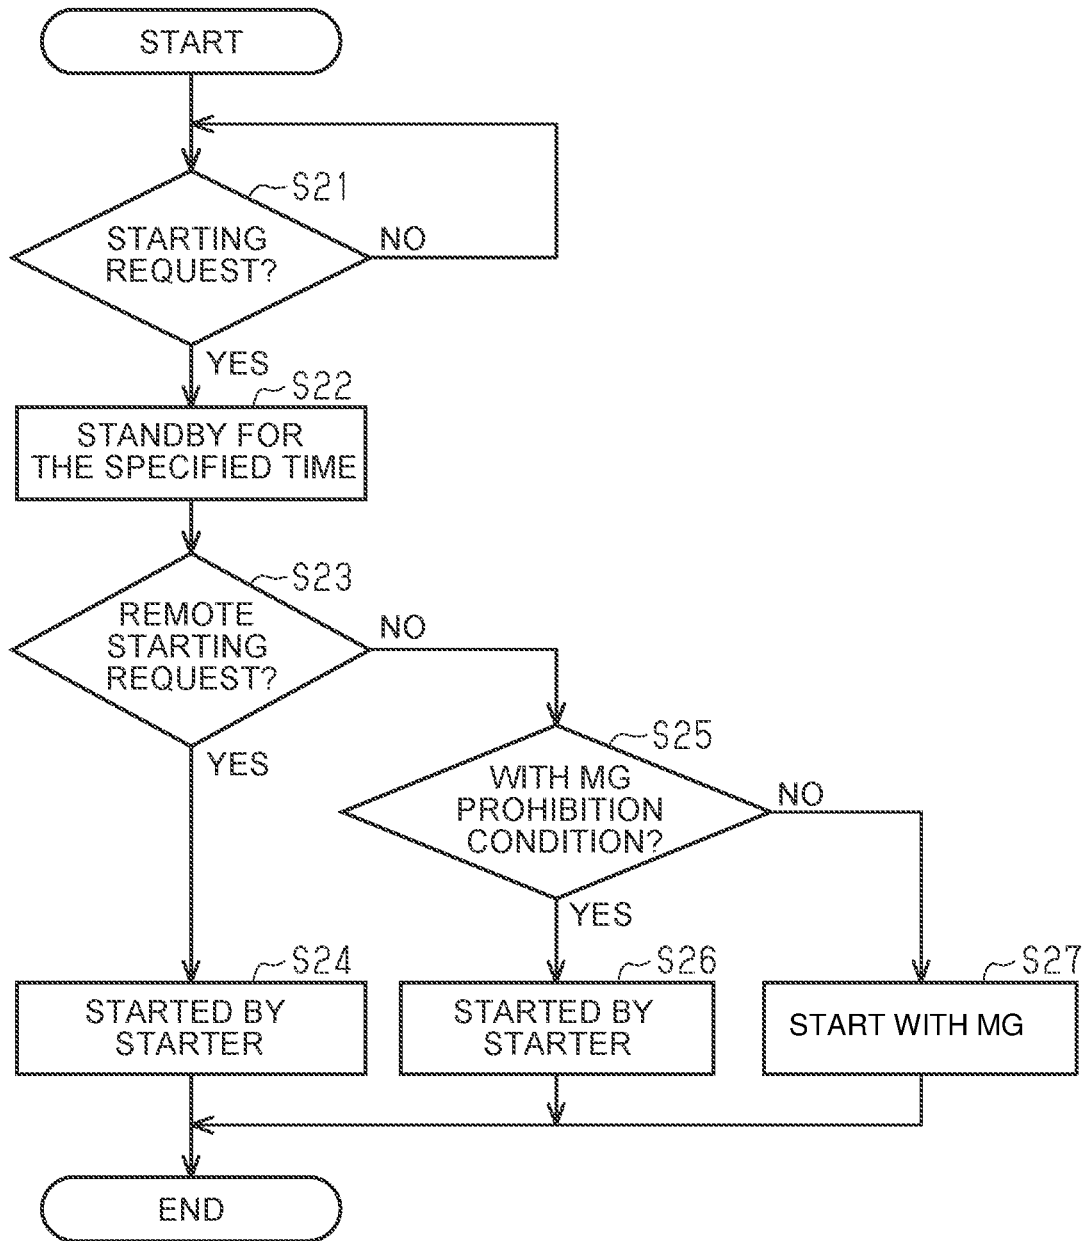 START
S21
STARTING
REQUEST?
NO
YES
S22
STANDBY FOR
THE SPECIFIED TIME
S23
REMOTE
STARTING
REQUEST?
NO
YES
S25
WITH MG
PROHIBITION
CONDITION?
NO
YES
S24
STARTED BY
STARTER
S26
STARTED BY
STARTER
S27
START WITH MG
END